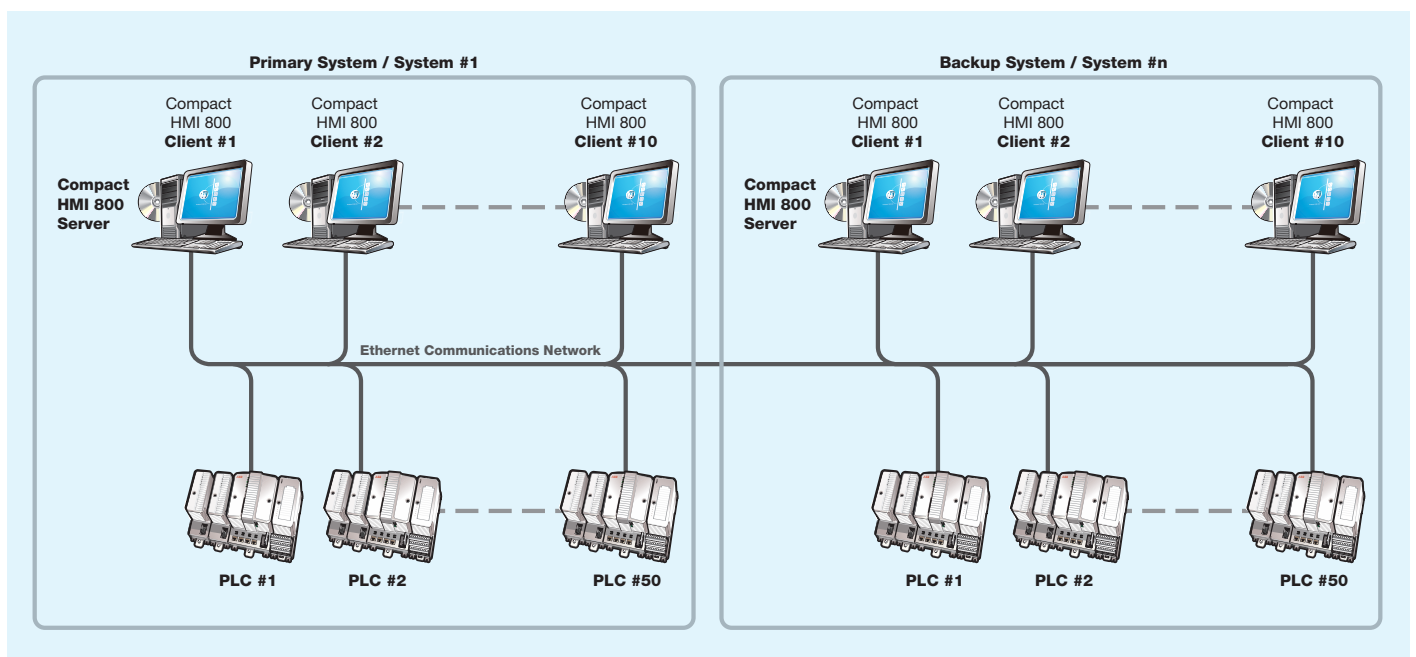 Primary System / System #1
Backup System / System #n
Compact
HMI 800
Client #1
Compact
HMI 800
Client #2
Compact
HMI 800
Client #10
Compact
HMI 800
Server
Compact
HMI 800
Client #1
Compact
HMI 800
Client #2
Compact
HMI 800
Client #10
Compact
HMI 800
Server
Ethernet Communications Network
PLC #1
PLC #2
PLC #50
PLC #1
PLC #2
PLC #50